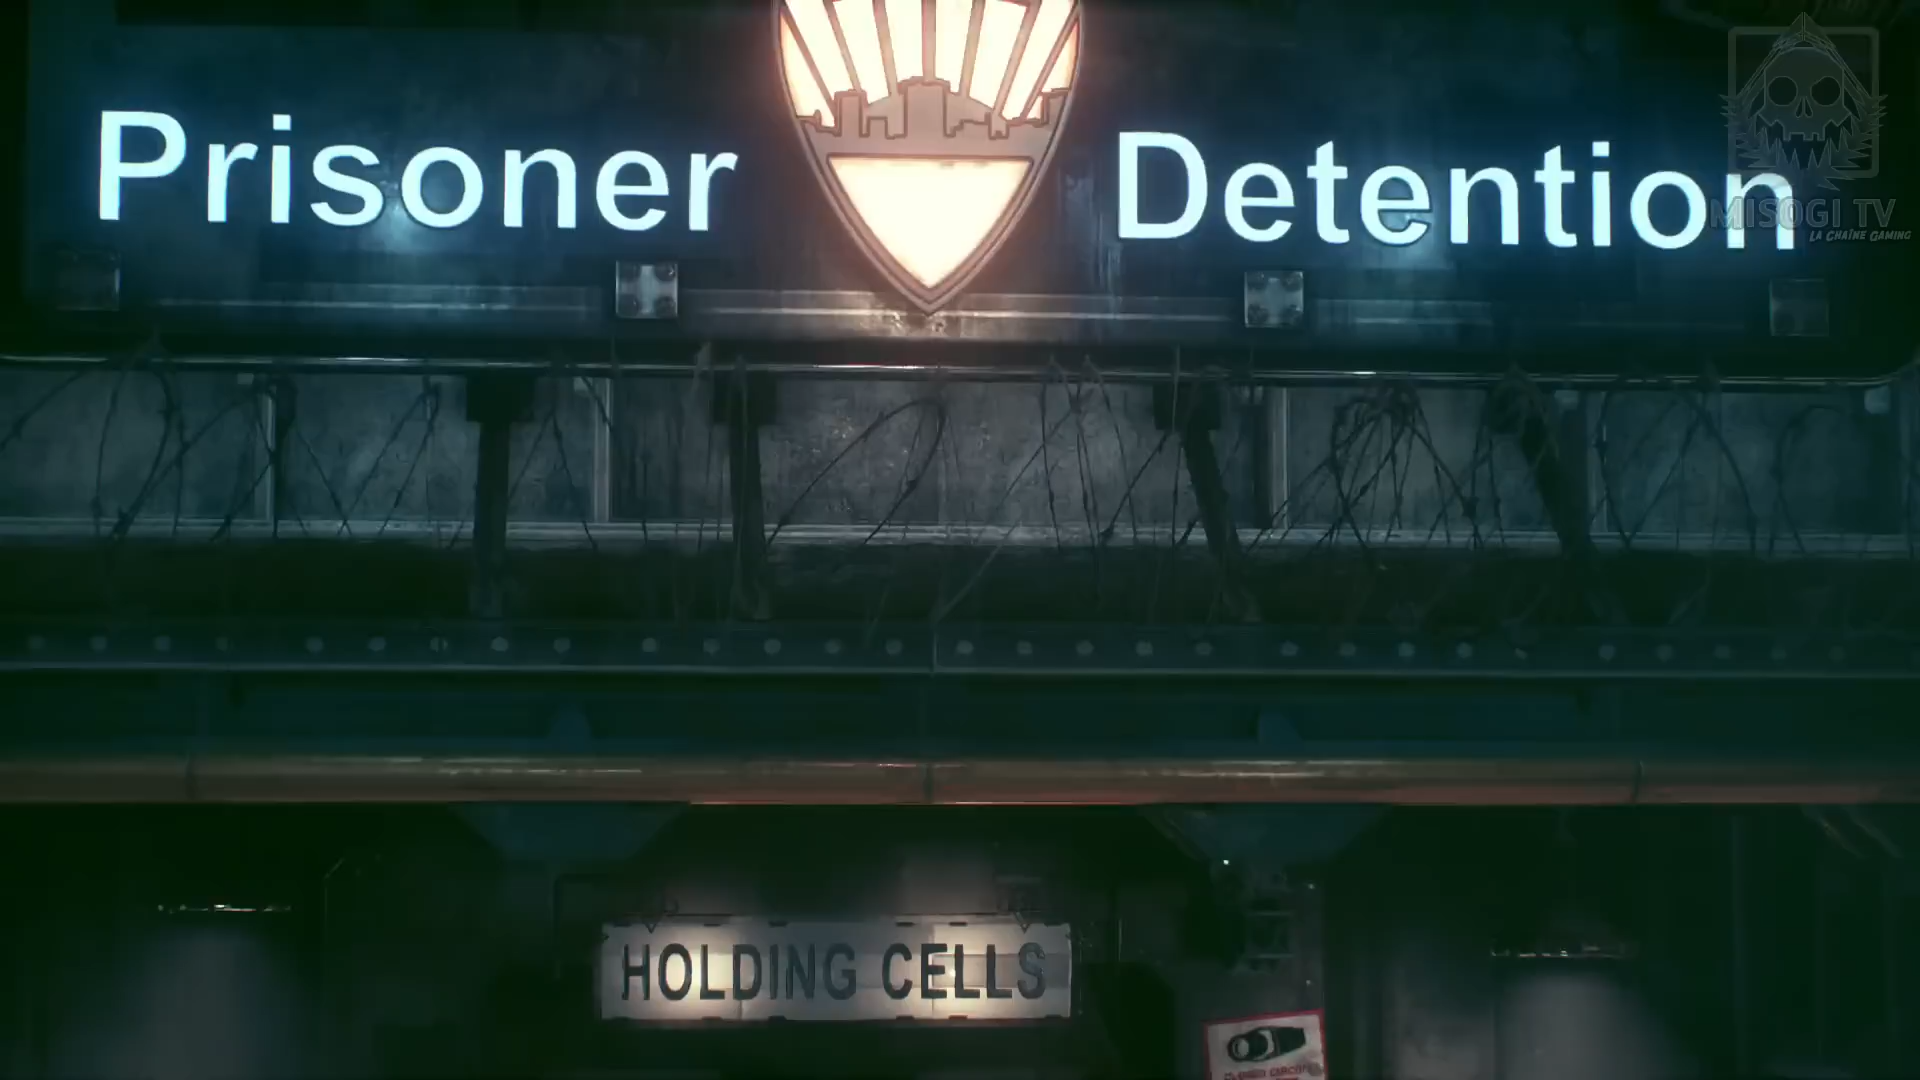 Prisoner Detention
MISOGI TV
LA CHAÎNE GAMING
HOLDING CELLS